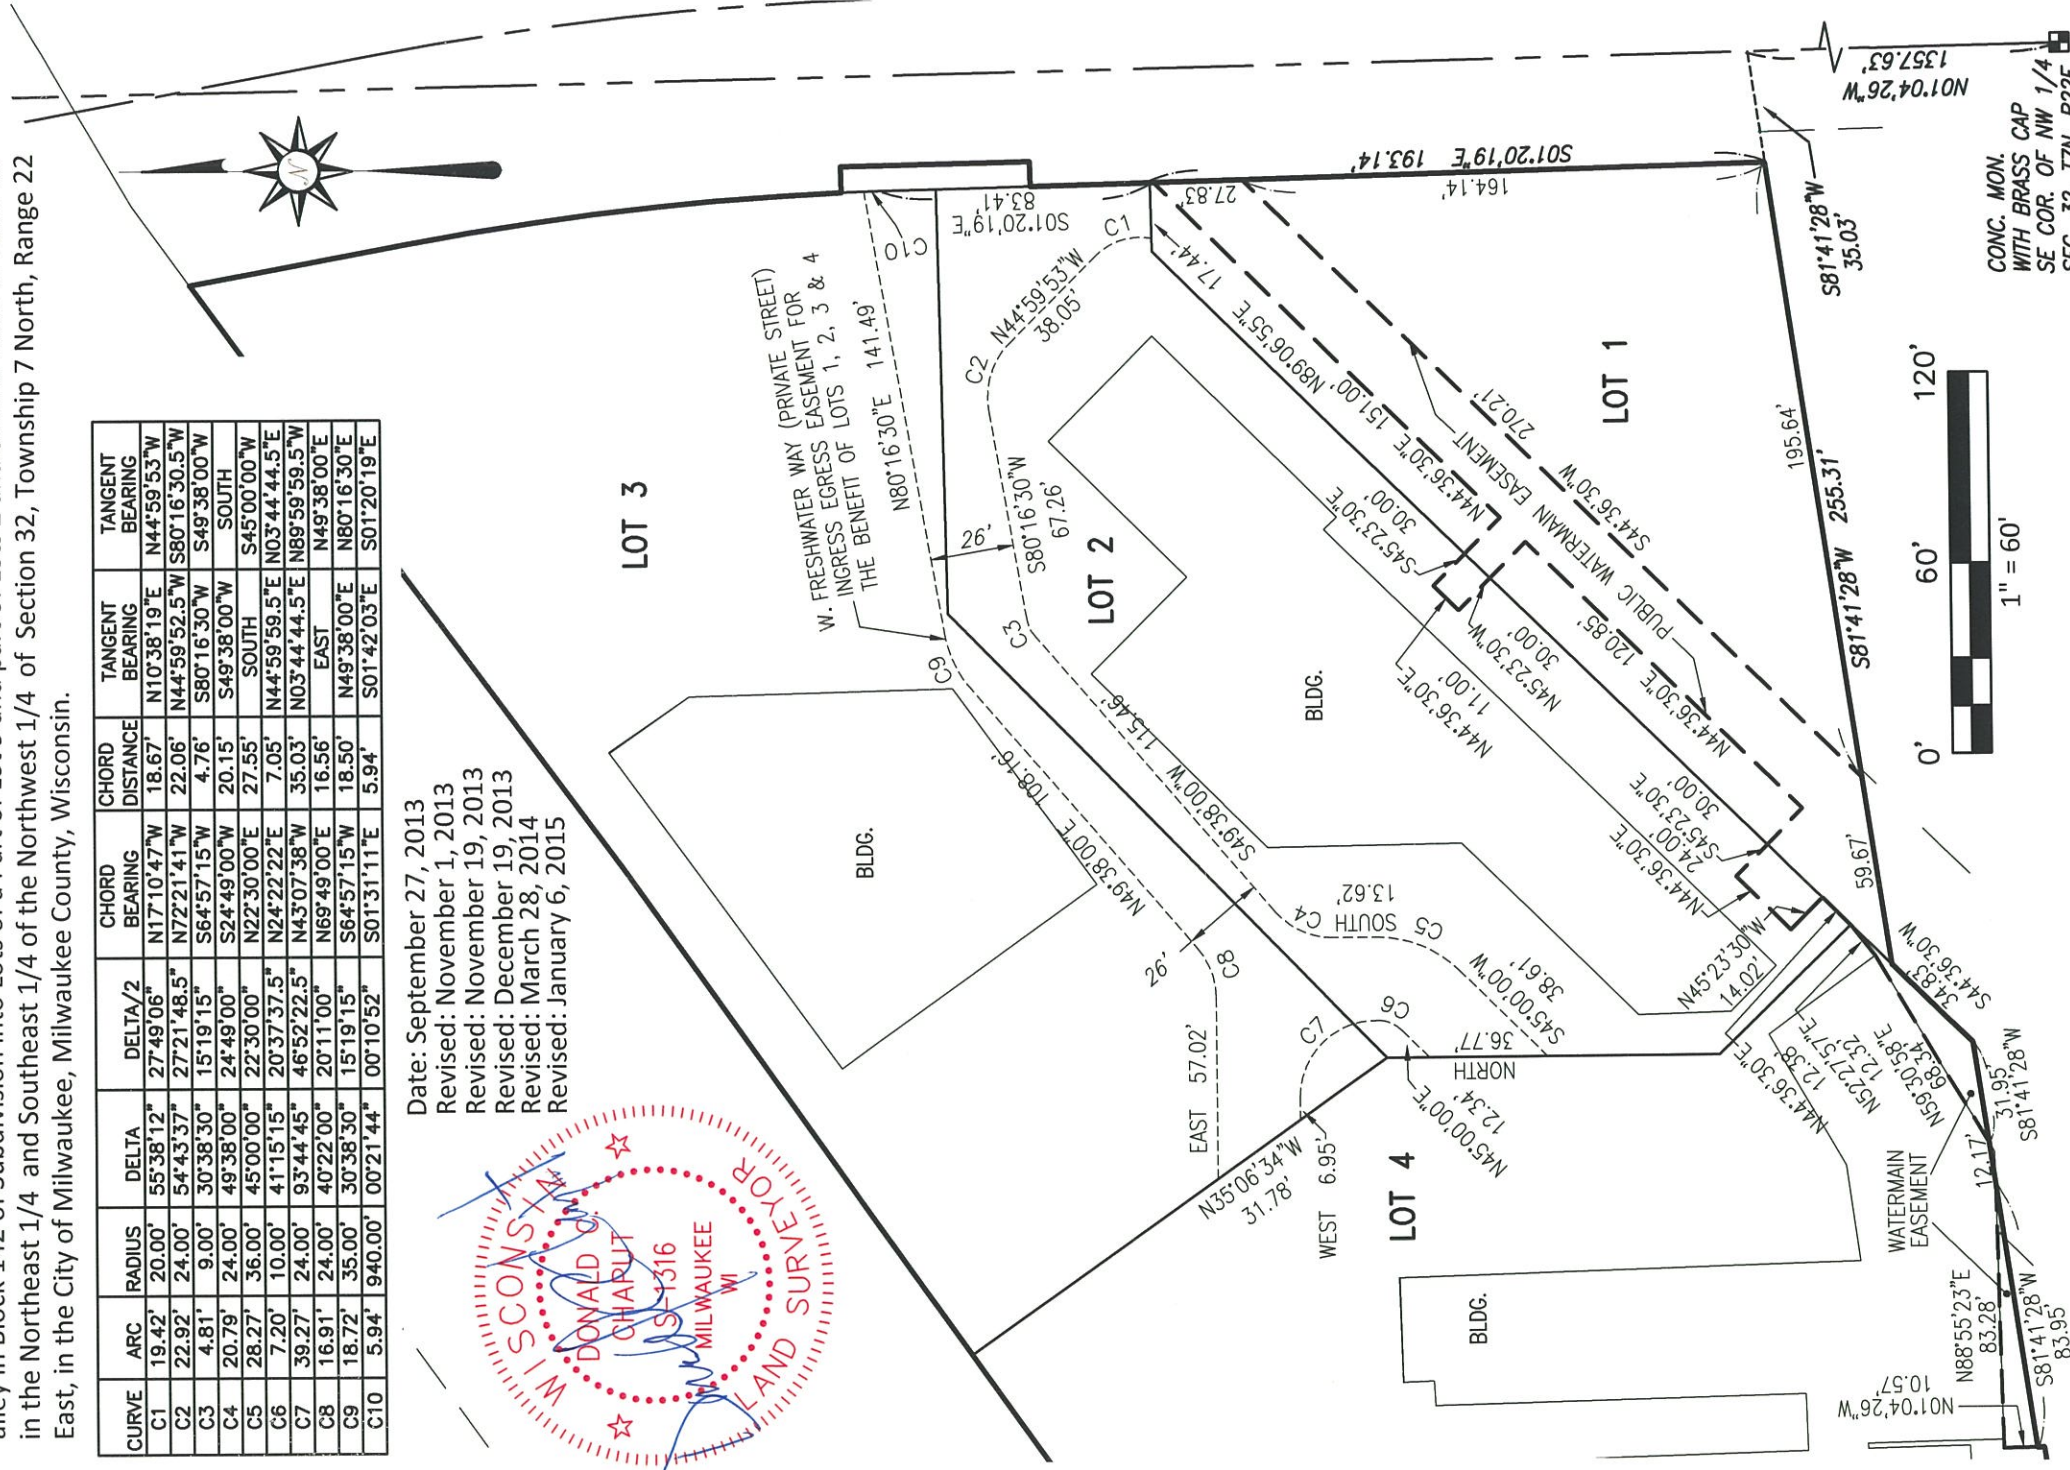 in the Northeast 1/4 and Southeast 1/4 of the Northwest 1/4 of Section 32, Township 7 North, Range 22
East, in the City of Milwaukee, Milwaukee County, Wisconsin.
CURVE ARC RADIUS DELTA DELTA/2 CHORD BEARING CHORD DISTANCE TANGENT BEARING TANGENT BEARING
C1 19.42' 20.00' 55°38'12" 27°49'06" N17°10'47"W 18.67' N10°38'19"E N44°59'53"W
C2 22.92' 24.00' 54°43'37" 27°21'48.5" N72°21'41"W 22.06' N44°59'52.5"W S80°16'30.5"W
C3 4.81' 9.00' 30°38'30" 15°19'15" S64°57'15"W 4.76' S80°16'30"W S49°38'00"W
C4 20.79' 24.00' 49°38'00" 24°49'00" S24°49'00"W 20.15' S49°38'00"W SOUTH
C5 28.27' 36.00' 45°00'00" 22°30'00" N22°30'00"E 27.55' SOUTH S45°00'00"W
C6 7.20' 10.00' 41°15'15" 20°37'37.5" N24°22'22"E 7.05' N44°59'59.5"E N03°44'44.5"E
C7 39.27' 24.00' 93°44'45" 46°52'22.5" N43°07'38"W 35.03' N03°44'44.5"E N89°59'59.5"W
C8 16.91' 24.00' 40°22'00" 20°11'00" N69°49'00"E 16.56' EAST N49°38'00"E
C9 18.72' 35.00' 30°38'30" 15°19'15" S64°57'15"W 18.50' N49°38'00"E N80°16'30"E
C10 5.94' 940.00' 00°21'44" 00°10'52" S01°31'11"E 5.94' S01°42'03"E S01°20'19"E
Date: September 27, 2013
Revised: November 1, 2013
Revised: November 19, 2013
Revised: December 19, 2013
Revised: March 28, 2014
Revised: January 6, 2015
WISCONSIN
DONALD C.
CHAPUT
S-1316
MILWAUKEE
WI
LAND SURVEYOR
N
LOT 3
BLDG.
W. FRESHWATER WAY (PRIVATE STREET)
INGRESS EGRESS EASEMENT FOR
THE BENEFIT OF LOTS 1, 2, 3 & 4
N80°16'30"E 141.49'
C10
S01°20'19"E
83.41'
C1
N44°59'53"W
38.05'
C2
26'
S80°16'30"W
67.26'
C3
C9
LOT 2
BLDG.
108.16'
N49°38'00"E
115.46'
S49°38'00"W
26'
C8
C4
SOUTH
13.62'
C5
S45°00'00"W
38.61'
EAST 57.02'
C7
C6
NORTH
36.77'
N45°00'00"E
12.34'
N35°06'34"W
31.78'
WEST 6.95'
LOT 4
BLDG.
27.83'
17.44'
N89°06'55"E
S01°20'19"E 193.14'
164.14'
N44°36'30"E 151.00'
S45°23'30"E
30.00'
PUBLIC WATERMAIN EASEMENT
270.21'
S44°36'30"W
N44°36'30"E
11.00'
N45°23'30"W
30.00'
N44°36'30"E 120.85'
S45°23'30"E
30.00'
N44°36'30"E
24.00'
N45°23'30"W
14.02'
N44°36'30"E
12.38'
N52°27'57"E
12.32'
N59°30'58"E
68.34'
LOT 1
195.64'
S81°41'28"W 255.31'
59.67'
S44°36'30"W
34.83'
31.95'
S81°41'28"W
12.17'
WATERMAIN
EASEMENT
N88°55'23"E
83.28'
S81°41'28"W
83.95'
N01°04'26"W
10.57'
S81°41'28"W
35.03'
N01°04'26"W
1357.63'
CONC. MON.
WITH BRASS CAP
SE COR. OF NW 1/4
0' 60' 120'
1" = 60'